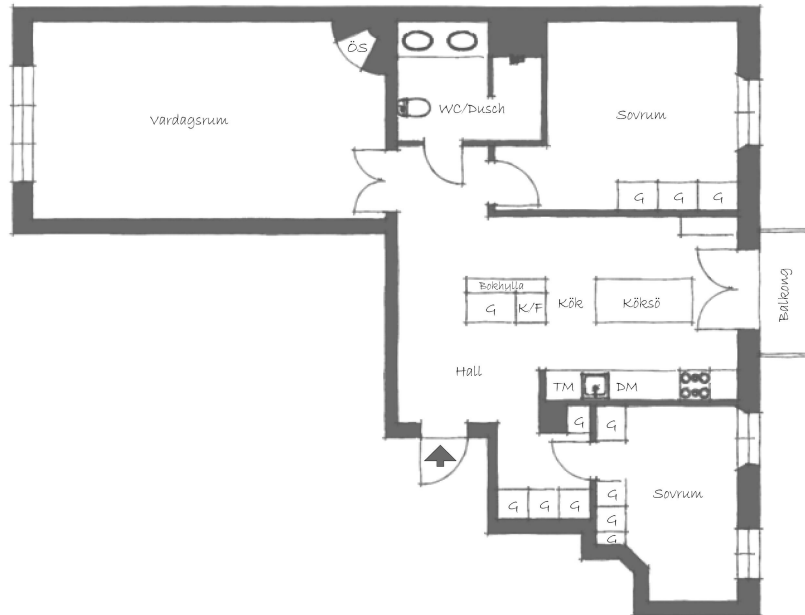 ÖS
WC/Dusch
Vardagsrum
Sovrum
G G G
Bokhylla
G K/F
Kök
Köksö
Balkong
Hall
TM
DM
G
G
G G G
Sovrum
G
G
G